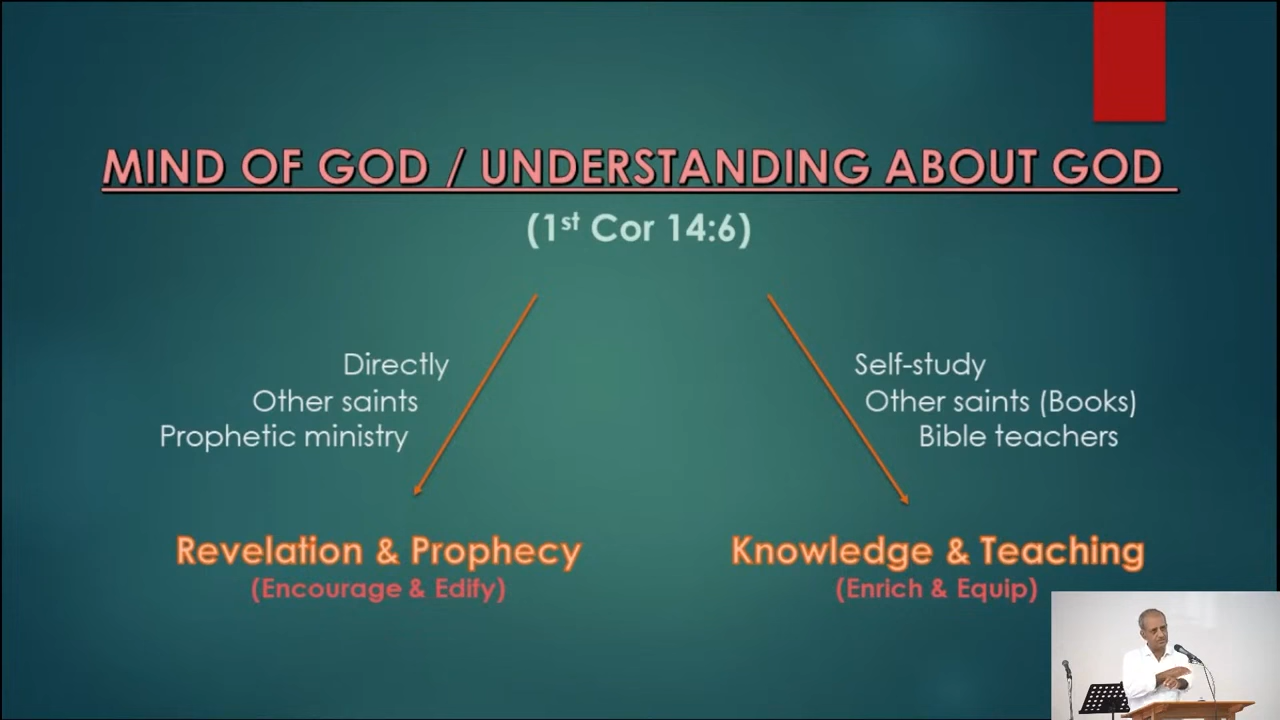 MIND OF GOD / UNDERSTANDING ABOUT GOD
(1st Cor 14:6)
Directly
Other saints
Prophetic ministry
Self-study
Other saints (Books)
Bible teachers
Revelation & Prophecy
(Encourage & Edify)
Knowledge & Teaching
(Enrich & Equip)